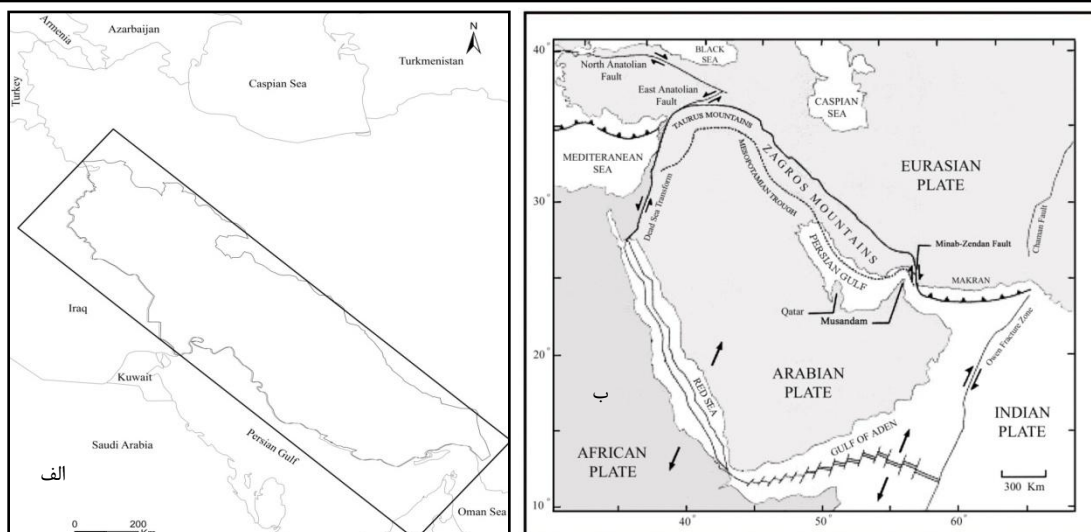 Armenia
Azarbaijan
N
Turkmenistan
Caspian Sea
Turkey
Iraq
Kuwait
Saudi Arabia
Persian Gulf
الف
Oman Sea
0 200
Km
40°
30°
20°
10°
40°
50°
60°
BLACK
SEA
North Anatolian
Fault
East Anatolian
Fault
CASPIAN
SEA
TAURUS MOUNTAINS
MEDITERANEAN
SEA
MESOPOTAMIAN TROUGH
ZAGROS MOUNTAINS
EURASIAN
PLATE
Dead Sea Transform
Chaman Fault
PERSIAN GULF
Minab-Zendan Fault
MAKRAN
Qatar
Musandam
Owen Fracture Zone
ARABIAN
PLATE
RED SEA
ب
INDIAN
PLATE
AFRICAN
PLATE
GULF OF ADEN
300 Km